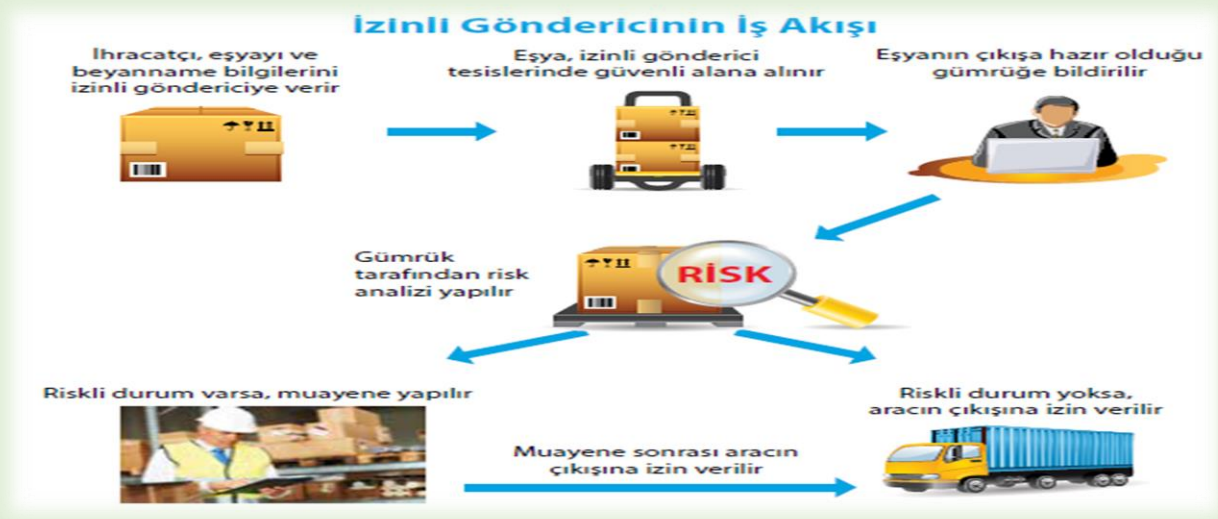 İzinli Göndericinin İş Akışı
İhracatçı, eşyayı ve
beyanname bilgilerini
izinli göndericiye verir
Eşya, izinli gönderici
tesislerinde güvenli alana alınır
Eşyanın çıkışa hazır olduğu
gümrüğe bildirilir
Gümrük
tarafından risk
analizi yapılır
RİSK
Riskli durum varsa, muayene yapılır
Riskli durum yoksa,
aracın çıkışına izin verilir
Muayene sonrası aracın
çıkışına izin verilir